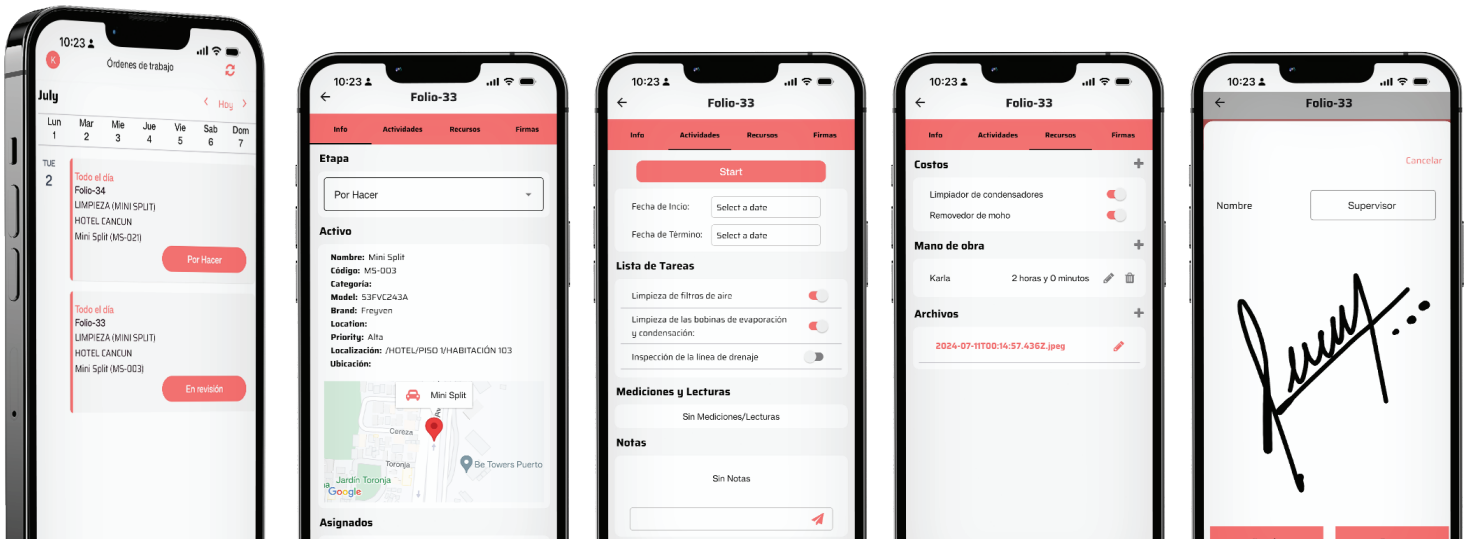 10:23
K
Órdenes de trabajo
July
Hoy
Lun Mar Mie Jue Vie Sab Dom
1 2 3 4 5 6 7
TUE
2
Todo el día
Folio-34
LIMPIEZA (MINI SPLIT)
HOTEL CANCUN
Mini Split (MS-021)
Por Hacer
Todo el día
Folio-33
LIMPIEZA (MINI SPLIT)
HOTEL CANCUN
Mini Split (MS-003)
En revisión
10:23
Folio-33
Info Actividades Recursos Firmas
Etapa
Por Hacer
Activo
Nombre: Mini Split
Código: MS-003
Categoría:
Model: 53FVC243A
Brand: Freyven
Location:
Priority: Alta
Localización: /HOTEL/PISO 1/HABITACIÓN 103
Ubicación:
Mini Split
Cereza
Toronja
Be Towers Puerto
Jardín Toronja
Google
Asignados
10:23
Folio-33
Info Actividades Recursos Firmas
Start
Fecha de Incio: Select a date
Fecha de Término: Select a date
Lista de Tareas
Limpieza de filtros de aire
Limpieza de las bobinas de evaporación
y condensación:
Inspección de la linea de drenaje
Mediciones y Lecturas
Sin Mediciones/Lecturas
Notas
Sin Notas
10:23
Folio-33
Info Actividades Recursos Firmas
Costos
Limpiador de condensadores
Removedor de moho
Mano de obra
Karla 2 horas y 0 minutos
Archivos
2024-07-11T00:14:57.436Z.jpeg
10:23
Folio-33
Cancelar
Nombre Supervisor